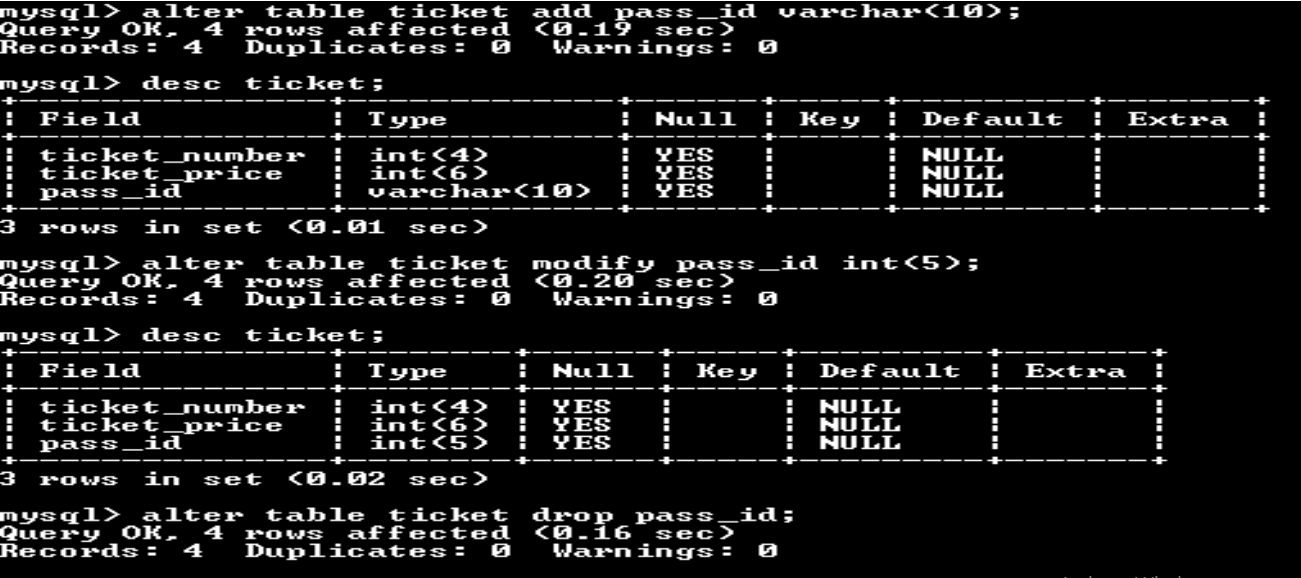 mysql> alter table ticket add pass_id varchar(10);
Query OK, 4 rows affected (0.19 sec)
Records: 4  Duplicates: 0  Warnings: 0
mysql> desc ticket;
+---------------+-------------+------+-----+---------+-------+
| Field         | Type        | Null | Key | Default | Extra |
+---------------+-------------+------+-----+---------+-------+
| ticket_number | int(4)      | YES  |     | NULL    |       |
| ticket_price  | int(6)      | YES  |     | NULL    |       |
| pass_id       | varchar(10) | YES  |     | NULL    |       |
+---------------+-------------+------+-----+---------+-------+
3 rows in set (0.01 sec)
mysql> alter table ticket modify pass_id int(5);
Query OK, 4 rows affected (0.20 sec)
Records: 4  Duplicates: 0  Warnings: 0
mysql> desc ticket;
+---------------+--------+------+-----+---------+-------+
| Field         | Type   | Null | Key | Default | Extra |
+---------------+--------+------+-----+---------+-------+
| ticket_number | int(4) | YES  |     | NULL    |       |
| ticket_price  | int(6) | YES  |     | NULL    |       |
| pass_id       | int(5) | YES  |     | NULL    |       |
+---------------+--------+------+-----+---------+-------+
3 rows in set (0.02 sec)
mysql> alter table ticket drop pass_id;
Query OK, 4 rows affected (0.16 sec)
Records: 4  Duplicates: 0  Warnings: 0